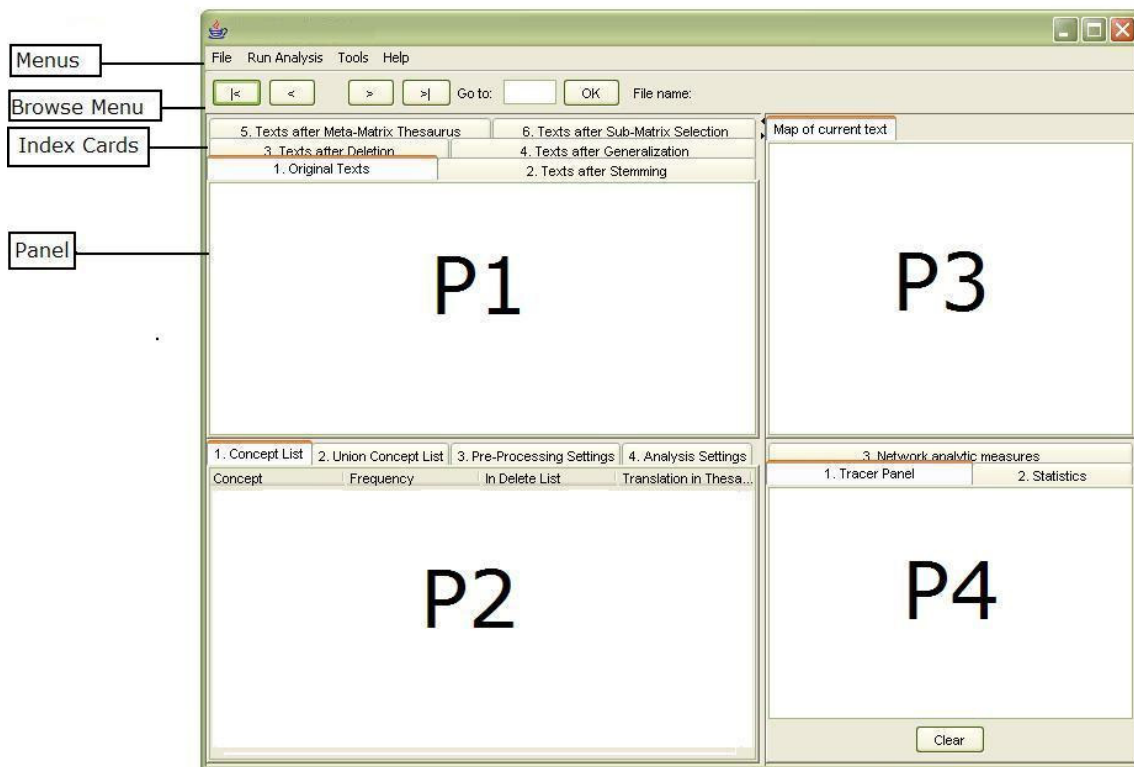 Menus
File Run Analysis Tools Help
Browse Menu
|< < > >| Go to: OK File name:
Index Cards
5. Texts after Meta-Matrix Thesaurus 6. Texts after Sub-Matrix Selection
3. Texts after Deletion 4. Texts after Generalization
1. Original Texts 2. Texts after Stemming
Map of current text
Panel
P1
P3
1. Concept List 2. Union Concept List 3. Pre-Processing Settings 4. Analysis Settings
Concept Frequency In Delete List Translation in Thesa...
P2
3. Network analytic measures
1. Tracer Panel 2. Statistics
P4
Clear